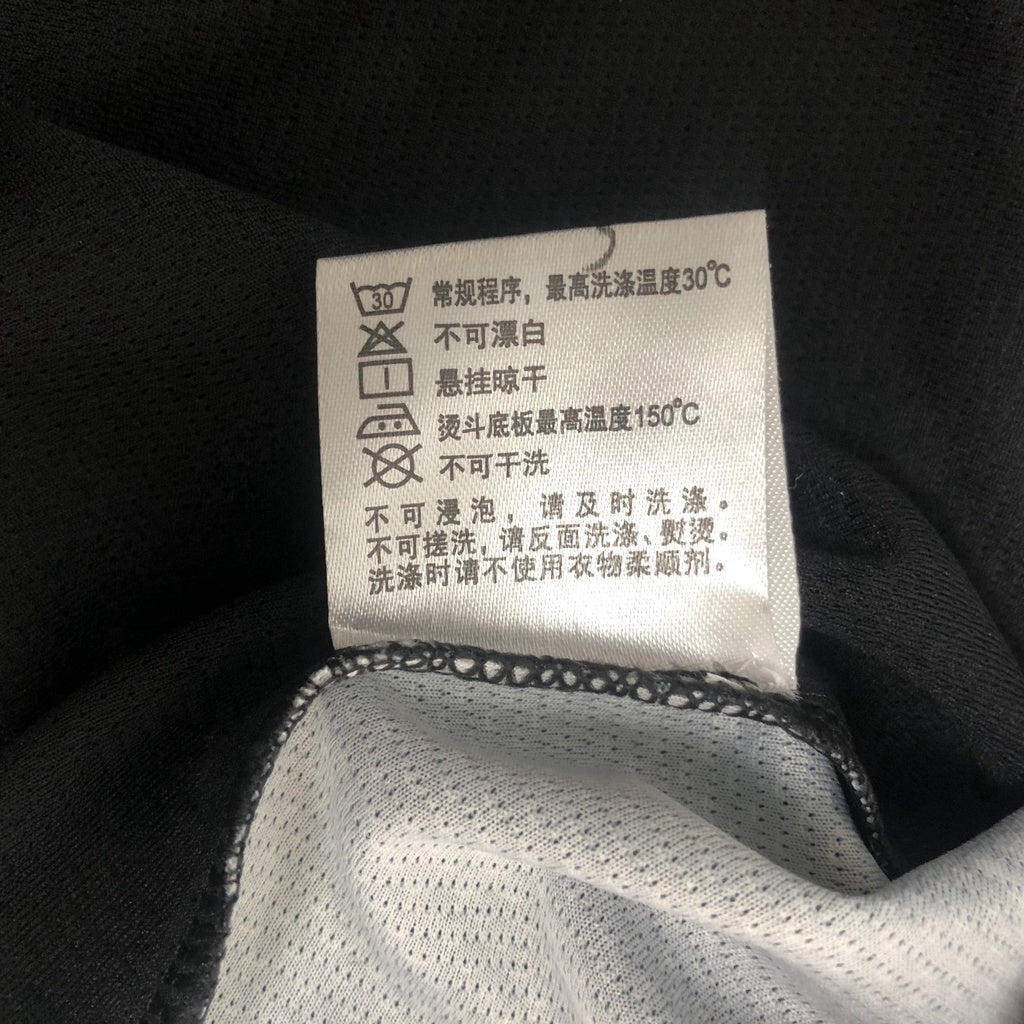 30 常规程序，最高洗涤温度30℃
不可漂白
悬挂晾干
烫斗底板最高温度150℃
不可干洗
不可浸泡，请及时洗涤。
不可搓洗，请反面洗涤、熨烫。
洗涤时请不使用衣物柔顺剂。